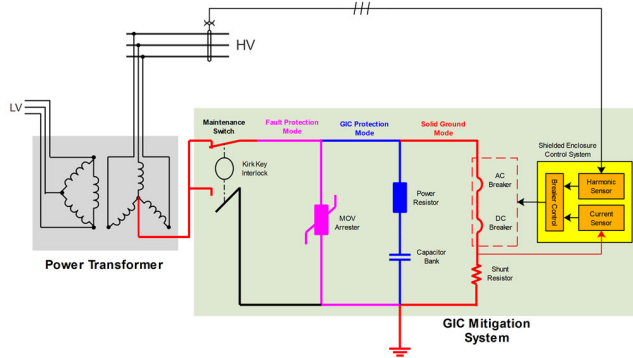 HV
LV
Maintenance
Switch
Fault Protection
Mode
GIC Protection
Mode
Solid Ground
Mode
Shielded Enclosure
Control System
Kirk Key
Interlock
AC
Breaker
DC
Breaker
Breaker Control
Harmonic
Sensor
Current
Sensor
Power
Resistor
MOV
Arrester
Capacitor
Bank
Shunt
Resistor
Power Transformer
GIC Mitigation
System